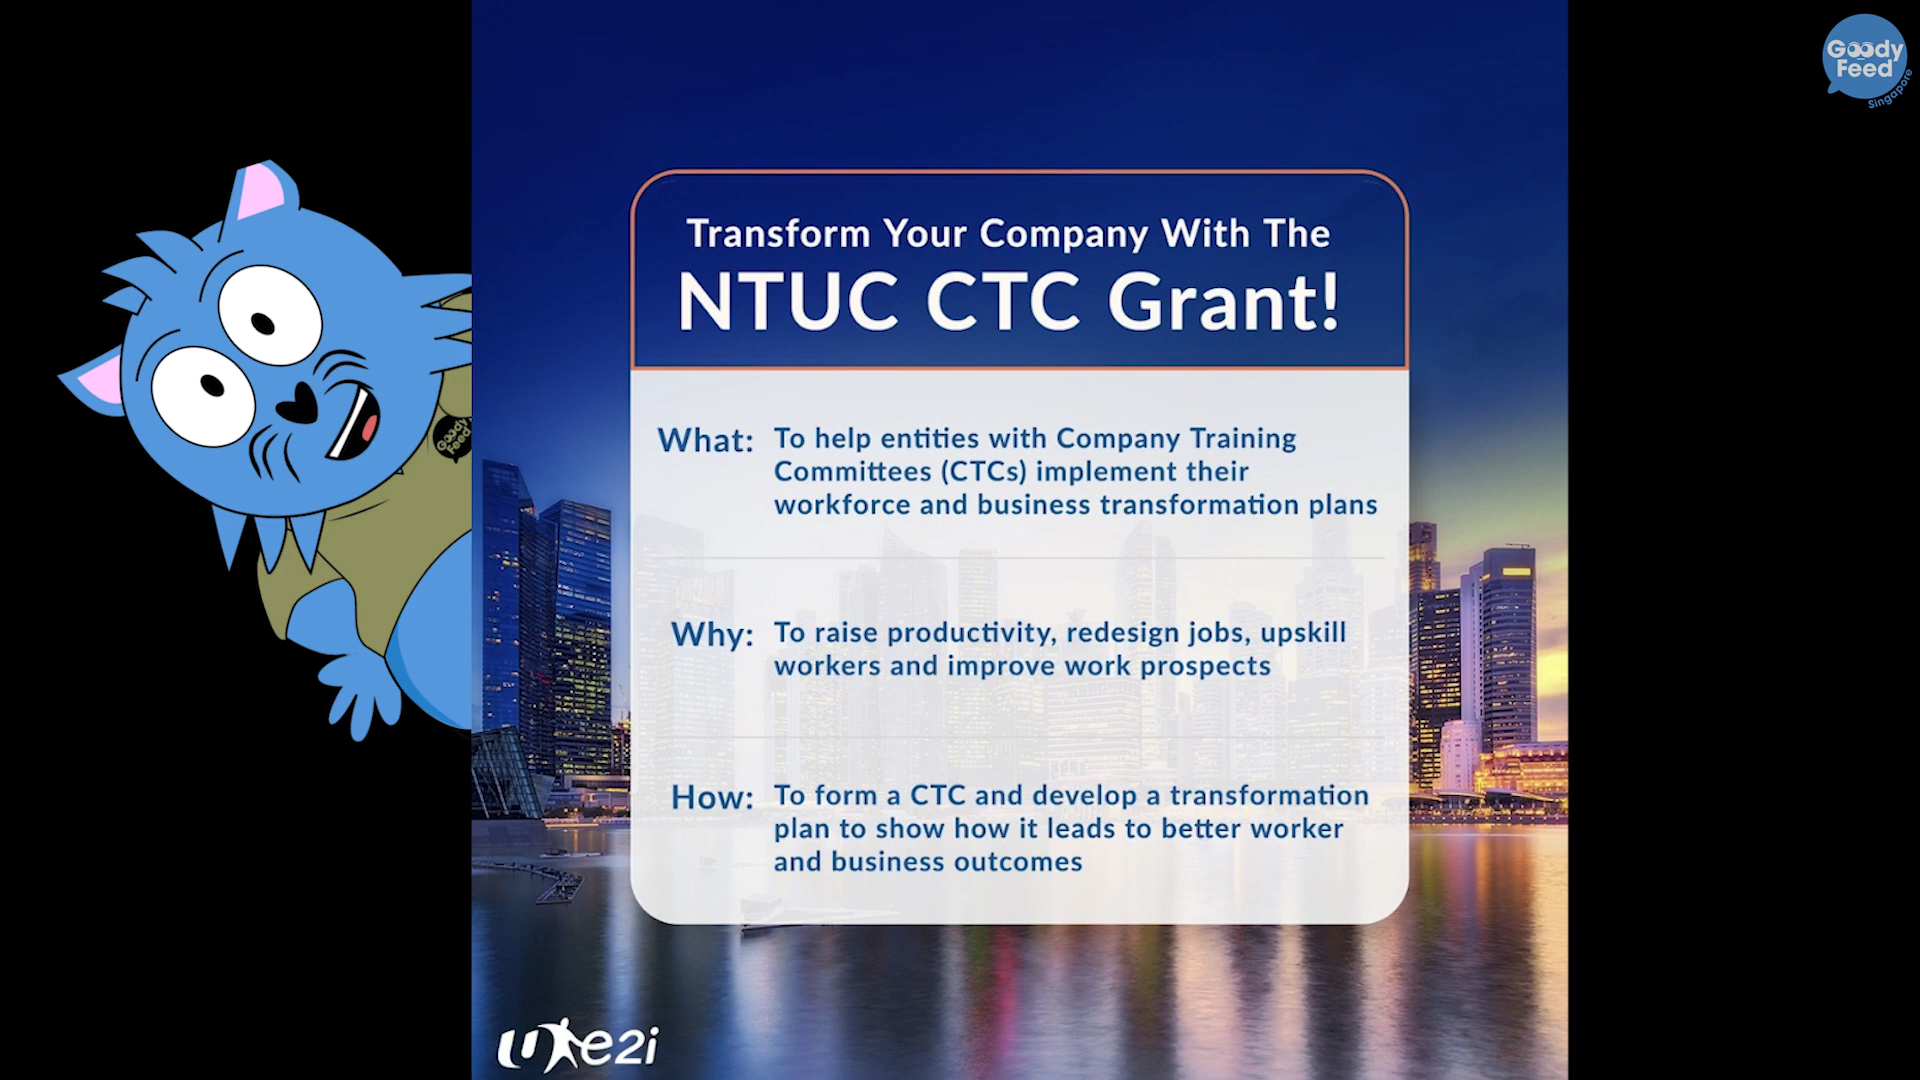 Goody
Feed
Singapore
Transform Your Company With The
NTUC CTC Grant!
What: To help entities with Company Training
Committees (CTCs) implement their
workforce and business transformation plans
Why: To raise productivity, redesign jobs, upskill
workers and improve work prospects
How: To form a CTC and develop a transformation
plan to show how it leads to better worker
and business outcomes
Goody
Feed
U e2i